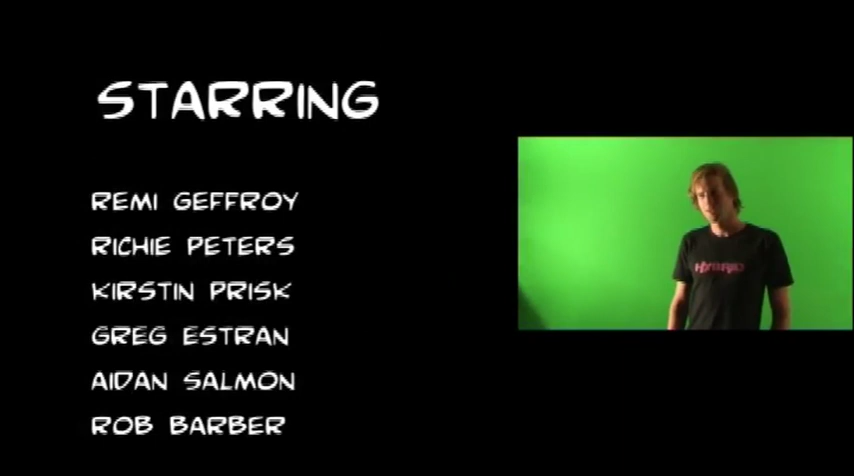 STARRING
REMI GEFFROY
RICHIE PETERS
KIRSTIN PRISK
GREG ESTRAN
AIDAN SALMON
ROB BARBER